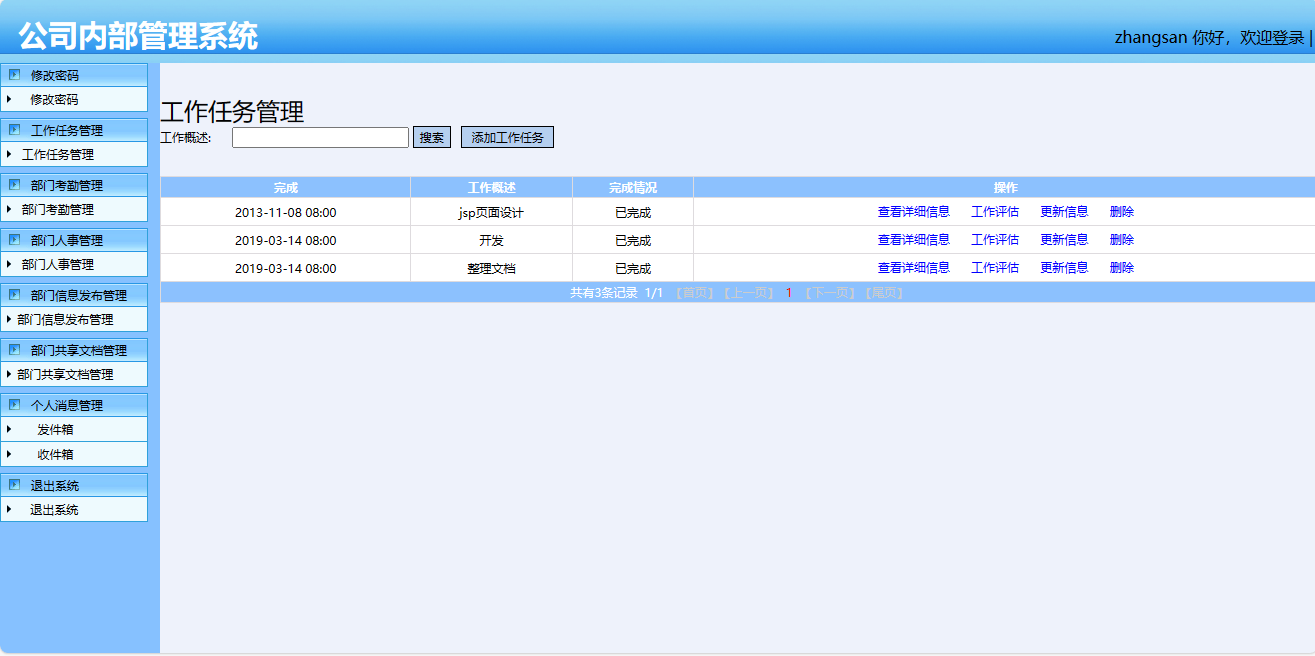 公司内部管理系统
zhangsan 你好，欢迎登录 |
修改密码
修改密码
工作任务管理
工作任务管理
部门考勤管理
部门考勤管理
部门人事管理
部门人事管理
部门信息发布管理
部门信息发布管理
部门共享文档管理
部门共享文档管理
个人消息管理
发件箱
收件箱
退出系统
退出系统
工作任务管理
工作概述: 搜索 添加工作任务
完成 工作概述 完成情况 操作
2013-11-08 08:00 jsp页面设计 已完成 查看详细信息 工作评估 更新信息 删除
2019-03-14 08:00 开发 已完成 查看详细信息 工作评估 更新信息 删除
2019-03-14 08:00 整理文档 已完成 查看详细信息 工作评估 更新信息 删除
共有3条记录 1/1 【首页】【上一页】 1 【下一页】【尾页】